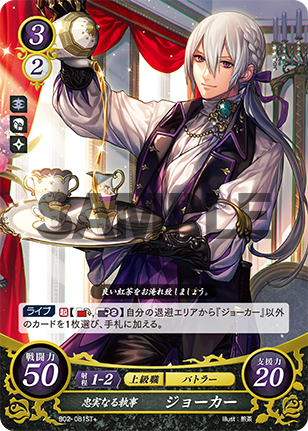 3
2
SAMPLE
良い紅茶をお淹れ致しましょう。
ライブ 起 【 , 2】自分の退避エリアから『ジョーカー』以外
のカードを1枚選び、手札に加える。
戦闘力
50
射程 1-2
上級職
バトラー
支援力
20
忠実なる執事 ジョーカー
B02-081ST+
Illust：煎茶